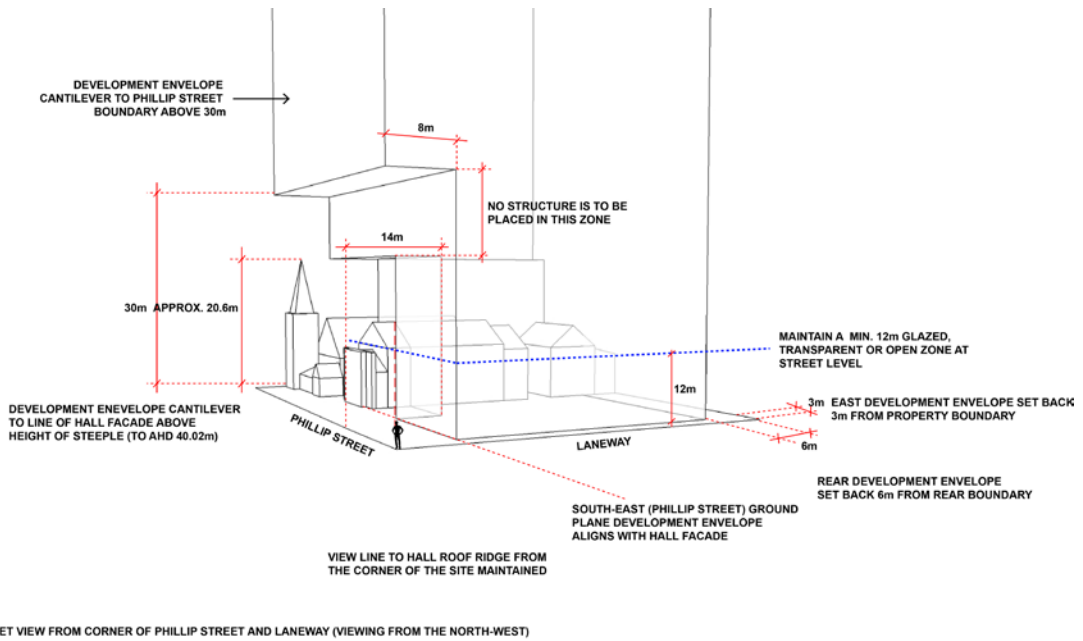 DEVELOPMENT ENVELOPE
CANTILEVER TO PHILLIP STREET
BOUNDARY ABOVE 30m
8m
NO STRUCTURE IS TO BE
PLACED IN THIS ZONE
14m
30m APPROX. 20.6m
MAINTAIN A MIN. 12m GLAZED,
TRANSPARENT OR OPEN ZONE AT
STREET LEVEL
12m
3m EAST DEVELOPMENT ENVELOPE SET BACK
3m FROM PROPERTY BOUNDARY
DEVELOPMENT ENEVELOPE CANTILEVER
TO LINE OF HALL FACADE ABOVE
HEIGHT OF STEEPLE (TO AHD 40.02m)
PHILLIP STREET
LANEWAY
6m
REAR DEVELOPMENT ENVELOPE
SET BACK 6m FROM REAR BOUNDARY
SOUTH-EAST (PHILLIP STREET) GROUND
PLANE DEVELOPMENT ENVELOPE
ALIGNS WITH HALL FACADE
VIEW LINE TO HALL ROOF RIDGE FROM
THE CORNER OF THE SITE MAINTAINED
ET VIEW FROM CORNER OF PHILLIP STREET AND LANEWAY (VIEWING FROM THE NORTH-WEST)